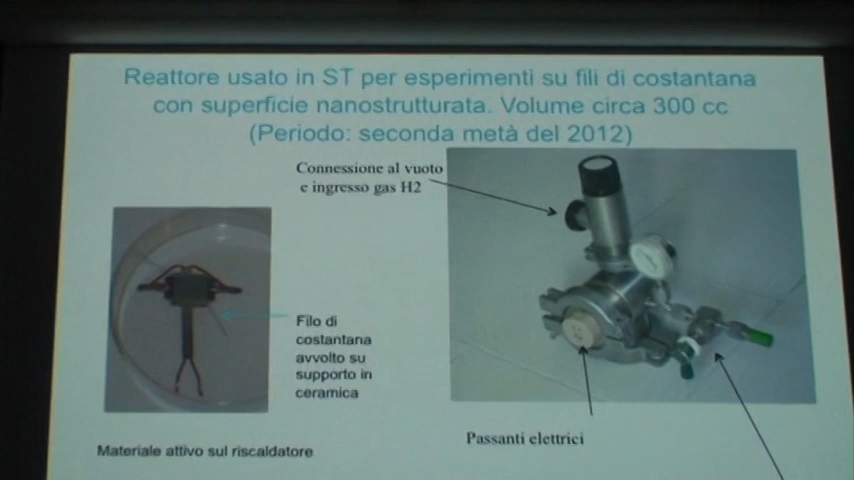 Reattore usato in ST per esperimenti su fili di costantana
con superficie nanostrutturata. Volume circa 300 cc
(Periodo: seconda metà del 2012)
Connessione al vuoto
e ingresso gas H2
Filo di
costantana
avvolto su
supporto in
ceramica
Passanti elettrici
Materiale attivo sul riscaldatore